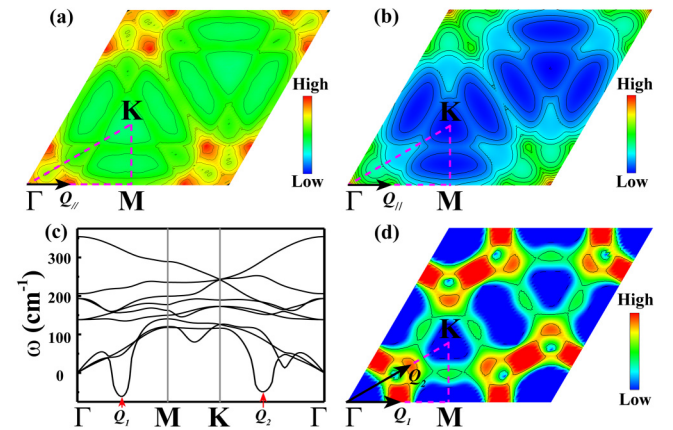 (a)
High
K
Low
Γ
Q//
M
(b)
High
K
Low
Γ
Q//
M
(c)
ω (cm-1)
300
200
100
0
Γ
Q1
M
K
Q2
Γ
(d)
High
K
Q2
Low
Γ
Q1
M